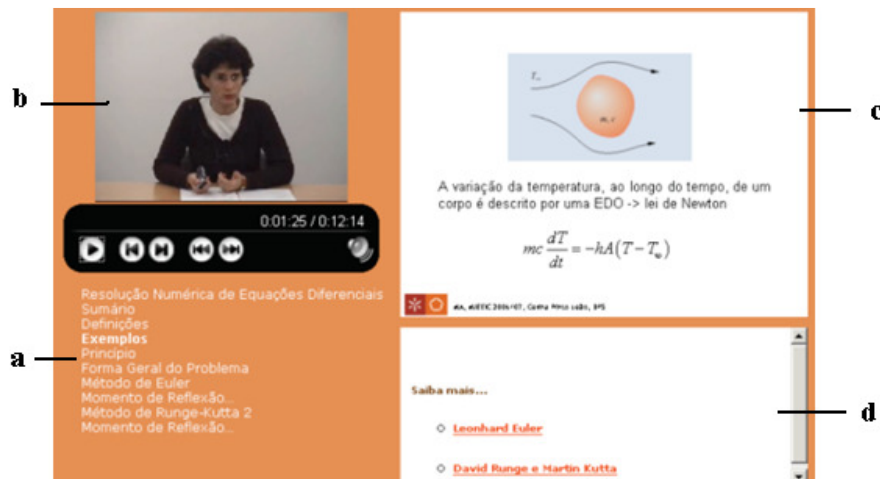 b
c
a
d
0:01:25 / 0:12:14
Resolução Numérica de Equações Diferenciais
Sumário
Definições
Exemplos
Princípio
Forma Geral do Problema
Método de Euler
Momento de Reflexão...
Método de Runge-Kutta 2
Momento de Reflexão...
T∞
m, c
A variação da temperatura, ao longo do tempo, de um
corpo é descrito por uma EDO -> lei de Newton
mc dT/dt = -hA(T - T∞)
Saiba mais...
Leonhard Euler
David Runge e Martin Kutta